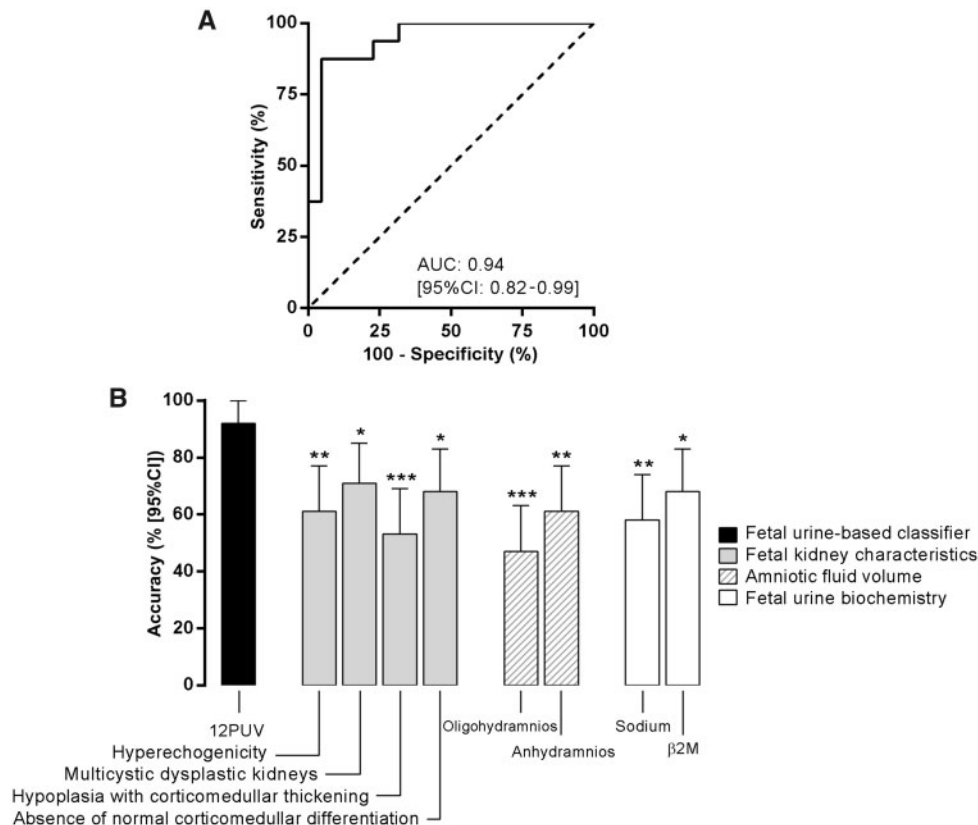 A
100
75
50
25
0
Sensitivity (%)
AUC: 0.94
[95%CI: 0.82-0.99]
0 25 50 75 100
100 - Specificity (%)
B
100
80
60
40
20
0
Accuracy (% [95%CI])
** * *** * *** ** ** *
Fetal urine-based classifier
Fetal kidney characteristics
Amniotic fluid volume
Fetal urine biochemistry
12PUV
Hyperechogenicity
Multicystic dysplastic kidneys
Hypoplasia with corticomedullar thickening
Absence of normal corticomedullar differentiation
Oligohydramnios
Anhydramnios
Sodium
β2M